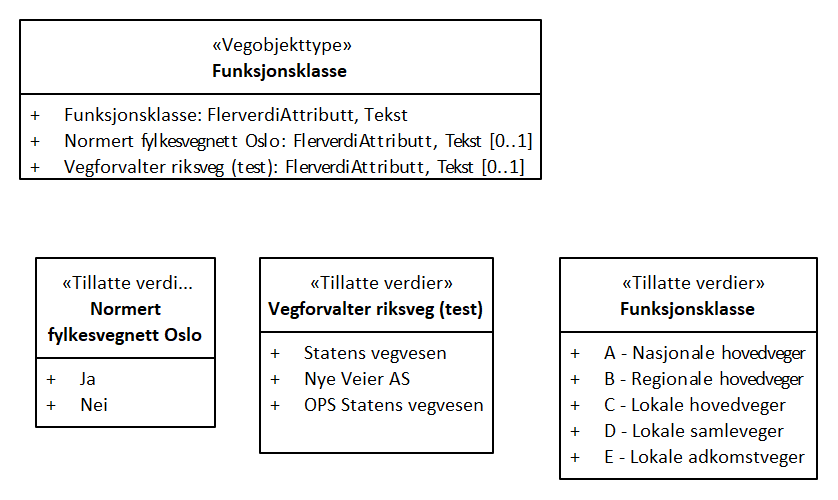 «Vegobjekttype»
Funksjonsklasse
+ Funksjonsklasse: FlerverdiAttributt, Tekst
+ Normert fylkesvegnett Oslo: FlerverdiAttributt, Tekst [0..1]
+ Vegforvalter riksveg (test): FlerverdiAttributt, Tekst [0..1]
«Tillatte verdi...
Normert
fylkesvegnett Oslo
+ Ja
+ Nei
«Tillatte verdier»
Vegforvalter riksveg (test)
+ Statens vegvesen
+ Nye Veier AS
+ OPS Statens vegvesen
«Tillatte verdier»
Funksjonsklasse
+ A - Nasjonale hovedveger
+ B - Regionale hovedveger
+ C - Lokale hovedveger
+ D - Lokale samleveger
+ E - Lokale adkomstveger